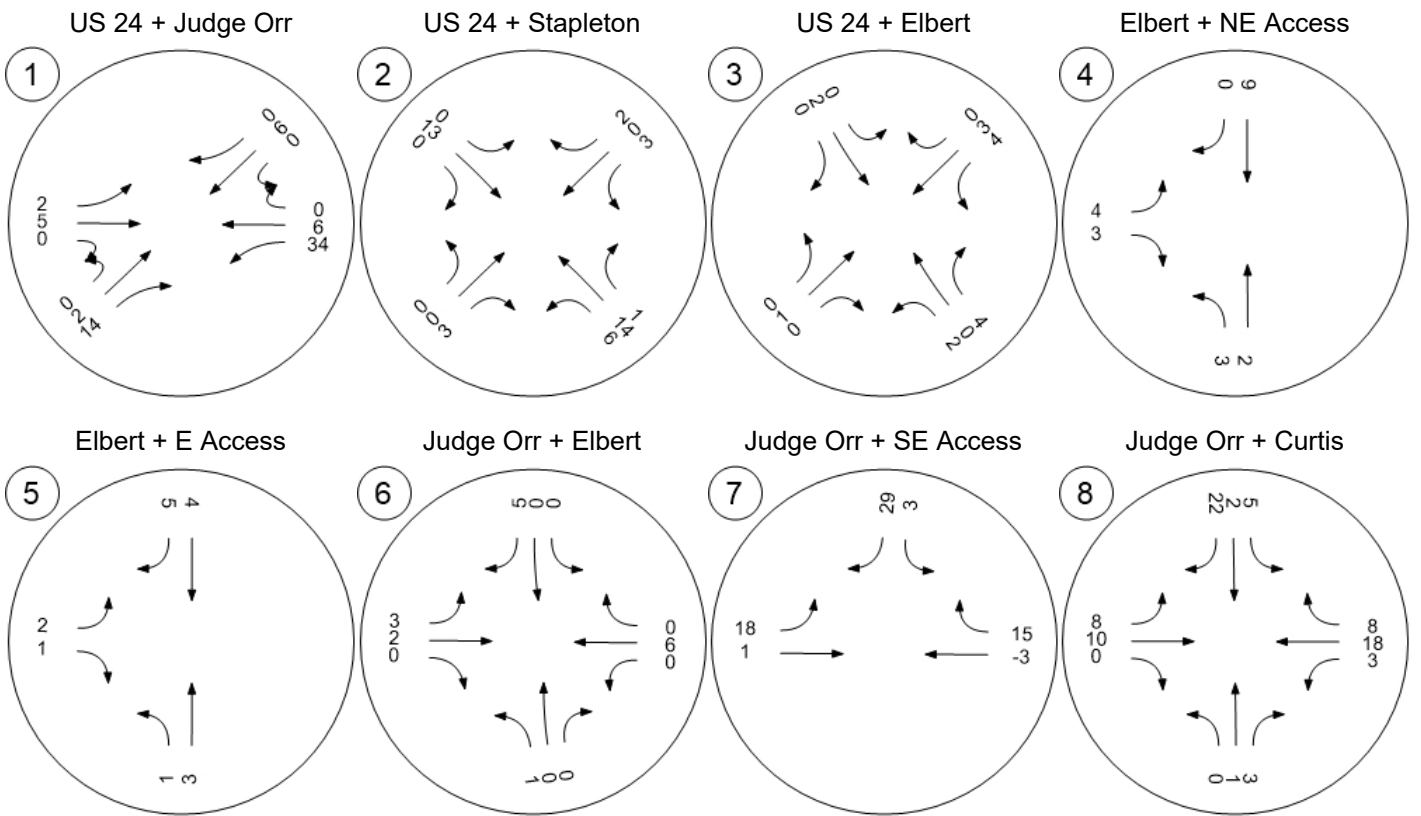 US 24 + Judge Orr
1
0 6 0
2
5
0
0
6
34
0 2 14
US 24 + Stapleton
2
0
13
0
2 0 3
0 0 3
1
14
6
US 24 + Elbert
3
0 2 0
0 3 4
0 1 0
2 0 4
Elbert + NE Access
4
0 6
4
3
3 2
Elbert + E Access
5
5 4
2
1
1 3
Judge Orr + Elbert
6
5 0 0
3
2
0
0
6
0
1 0 0
Judge Orr + SE Access
7
29 3
18
1
15
-3
Judge Orr + Curtis
8
22 2 5
8
10
0
8
18
3
0 1 3